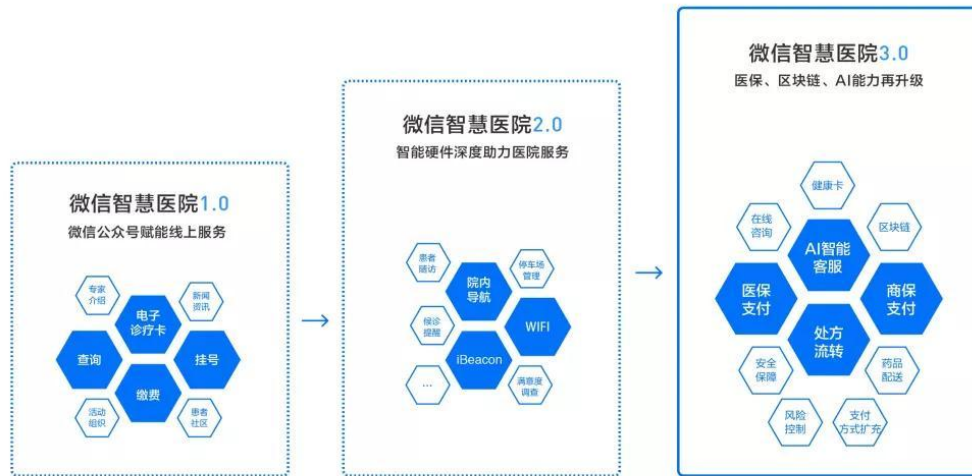 微信智慧医院1.0
微信公众号赋能线上服务
专家
介绍
新闻
资讯
电子
诊疗卡
查询
挂号
缴费
活动
组织
患者
社区
微信智慧医院2.0
智能硬件深度助力医院服务
患者
随访
停车场
管理
院内
导航
候诊
提醒
WIFI
iBeacon
...
满意度
调查
微信智慧医院3.0
医保、区块链、AI能力再升级
健康卡
在线
咨询
区块链
AI智能
客服
医保
支付
商保
支付
处方
流转
安全
保障
药品
配送
风险
控制
支付
方式扩充